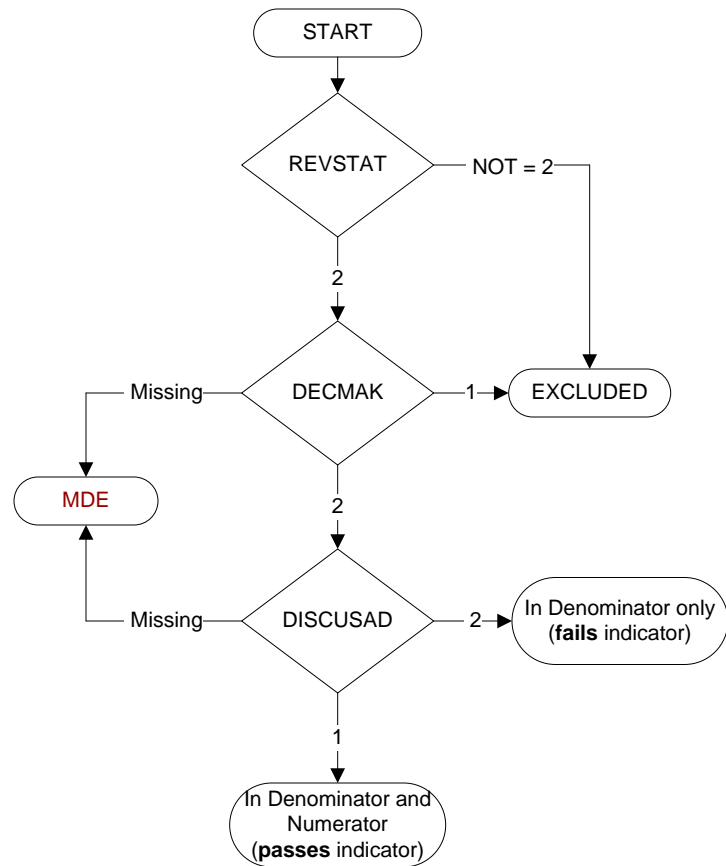 START
REVSTAT
NOT = 2
2
Missing
DECMAK
1
EXCLUDED
MDE
2
Missing
DISCUSAD
2
In Denominator only
(fails indicator)
1
In Denominator and
Numerator
(passes indicator)